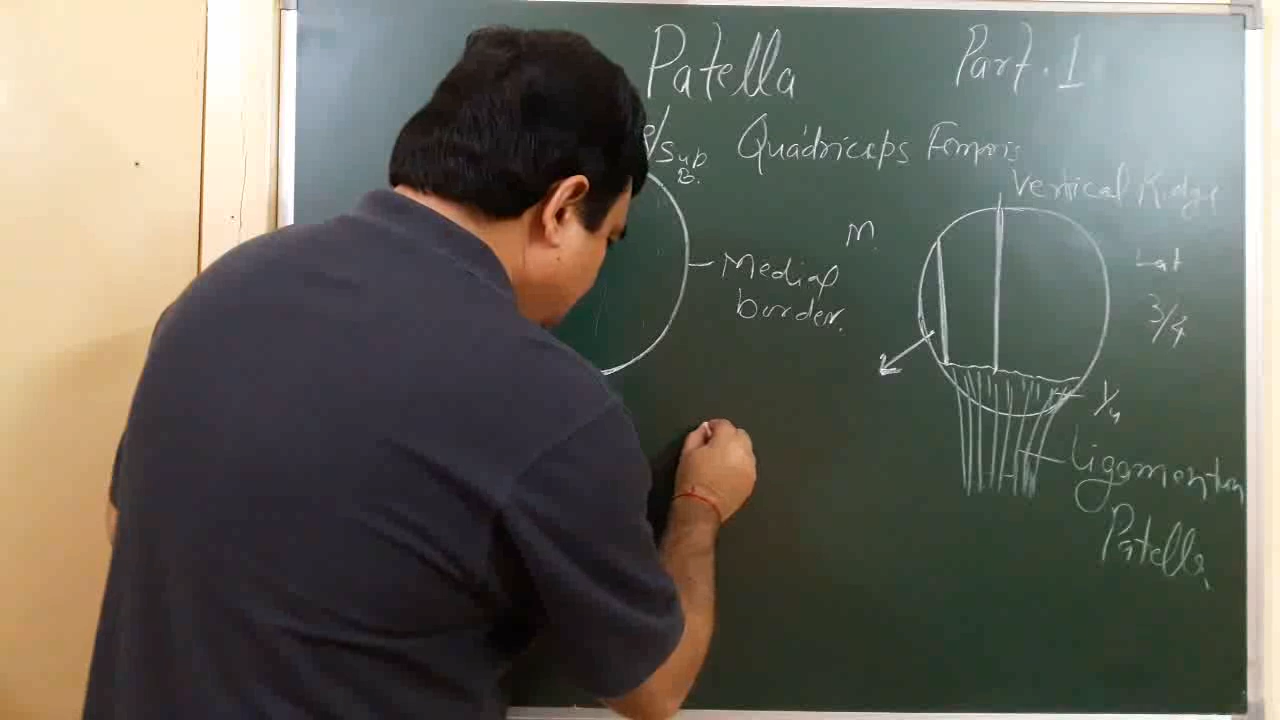 Patella
Part. 1
/Sub
B.
Quadriceps Femoris
Vertical Ridge
M.
Medial
border.
Lat
3/4
1/4
Ligamentum
Patella